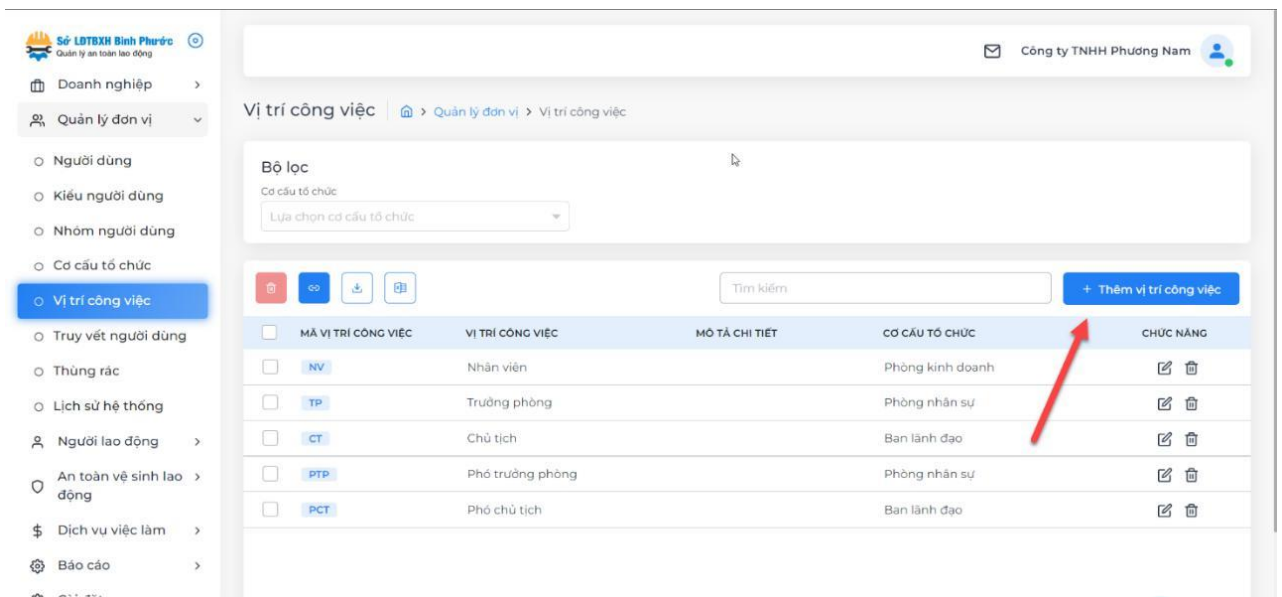 Sở LĐTBXH Bình Phước
Quản lý an toàn lao động
Doanh nghiệp
Quản lý đơn vị
Người dùng
Kiểu người dùng
Nhóm người dùng
Cơ cấu tổ chức
Vị trí công việc
Truy vết người dùng
Thùng rác
Lịch sử hệ thống
Người lao động
An toàn vệ sinh lao
động
$ Dịch vụ việc làm
Báo cáo
Công ty TNHH Phương Nam
Vị trí công việc
Quản lý đơn vị > Vị trí công việc
Bộ lọc
Cơ cấu tổ chức
Lựa chọn cơ cấu tổ chức
Tìm kiếm
+ Thêm vị trí công việc
MÃ VỊ TRÍ CÔNG VIỆC VỊ TRÍ CÔNG VIỆC MÔ TẢ CHI TIẾT CƠ CẤU TỔ CHỨC CHỨC NĂNG
NV Nhân viên Phòng kinh doanh
TP Trưởng phòng Phòng nhân sự
CT Chủ tịch Ban lãnh đạo
PTP Phó trưởng phòng Phòng nhân sự
PCT Phó chủ tịch Ban lãnh đạo